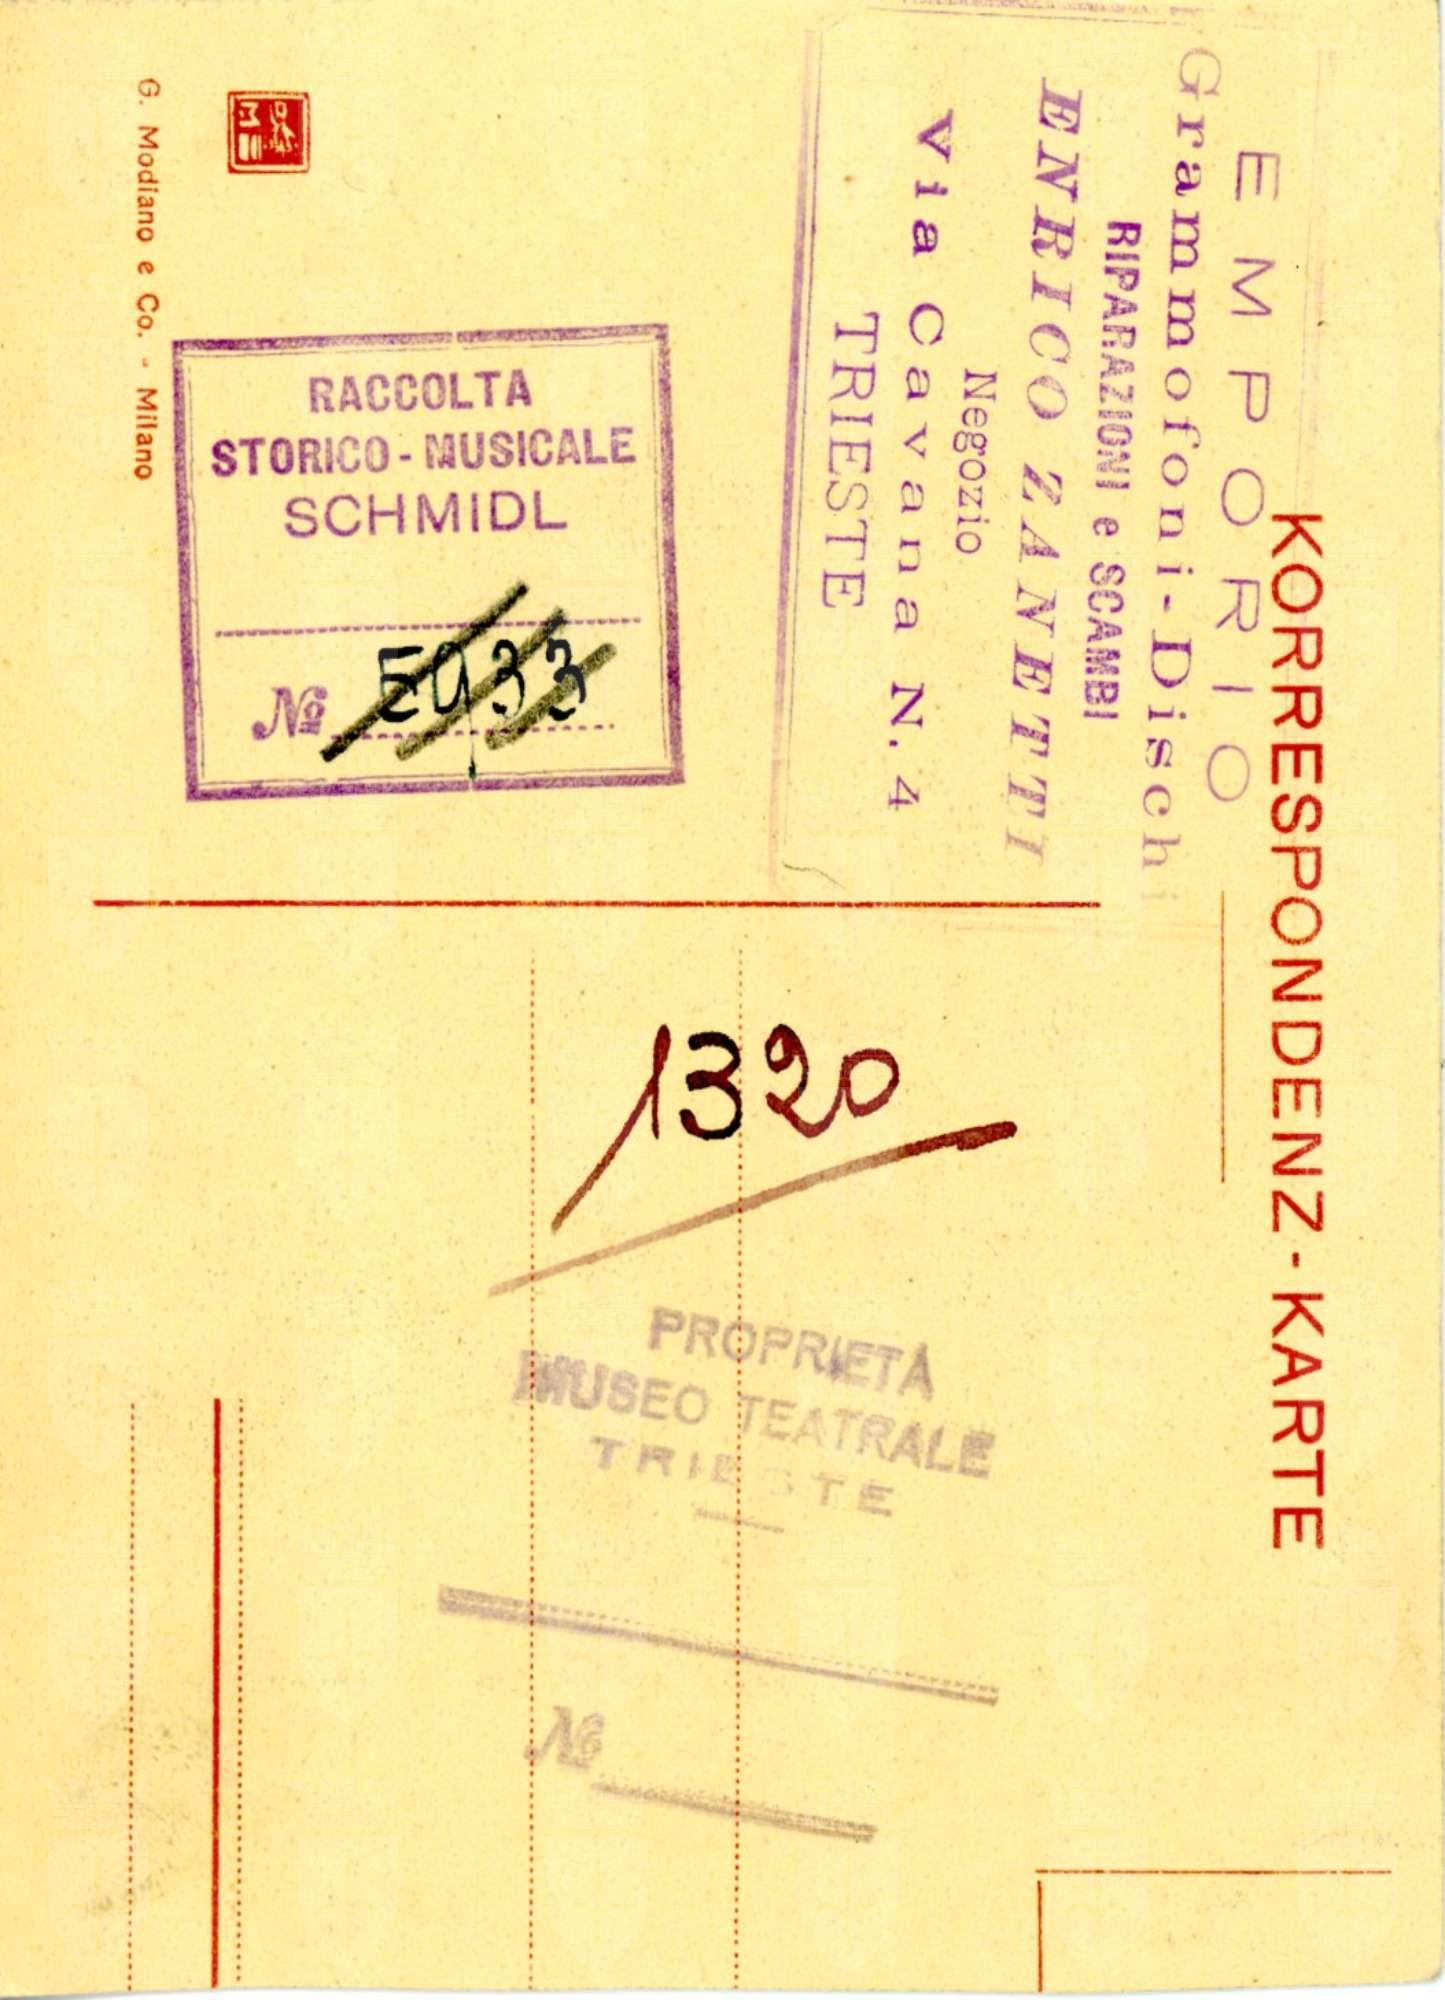 KORRESPONDENZ-KARTE
EMPORIO
Grammofoni-Dischi
RIPARAZIONI e SCAMBI
ENRICO ZANETTI
Negozio
Via Cavana N. 4
TRIESTE
RACCOLTA
STORICO-MUSICALE
SCHMIDL
No 5933
G. Modiano e Co. - Milano
1320
PROPRIETÀ
MUSEO TEATRALE
TRIESTE
No